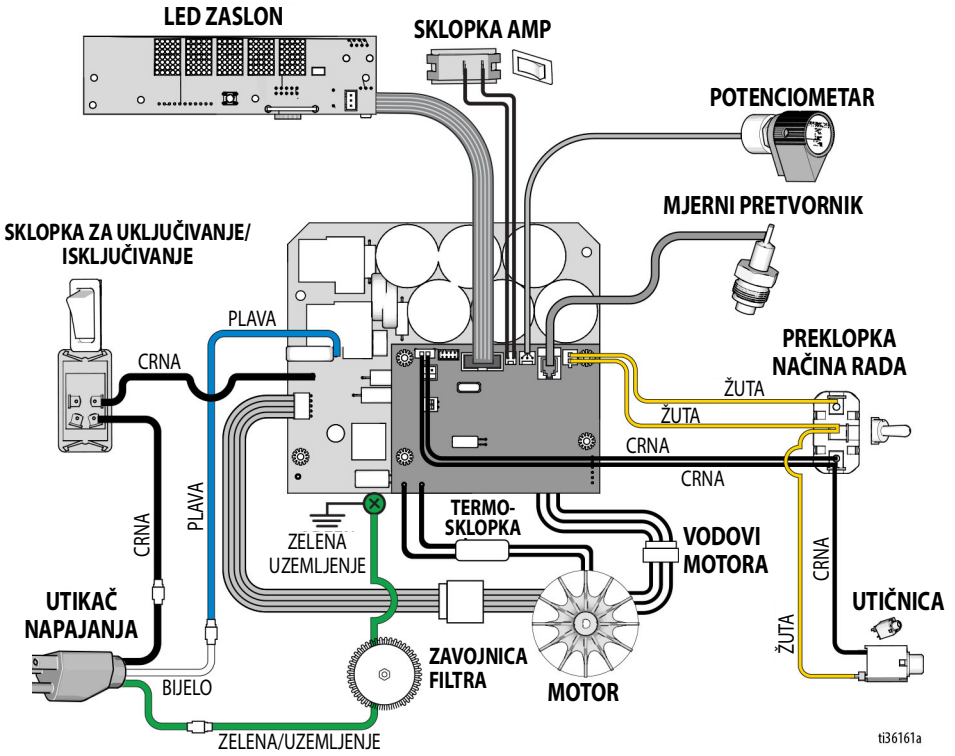 LED ZASLON
SKLOPKA AMP
POTENCIOMETAR
MJERNI PRETVORNIK
SKLOPKA ZA UKLJUČIVANJE/
ISKLJUČIVANJE
PLAVA
CRNA
PREKLOPKA
NAČINA RADA
ŽUTA
ŽUTA
CRNA
CRNA
CRNA
PLAVA
ZELENA
UZEMLJENJE
TERMO-
SKLOPKA
VODOVI
MOTORA
CRNA
ŽUTA
UTIČNICA
UTIKAČ
NAPAJANJA
BIJELO
ZAVOJNICA
FILTRA
MOTOR
ZELENA/UZEMLJENJE
ti36161a